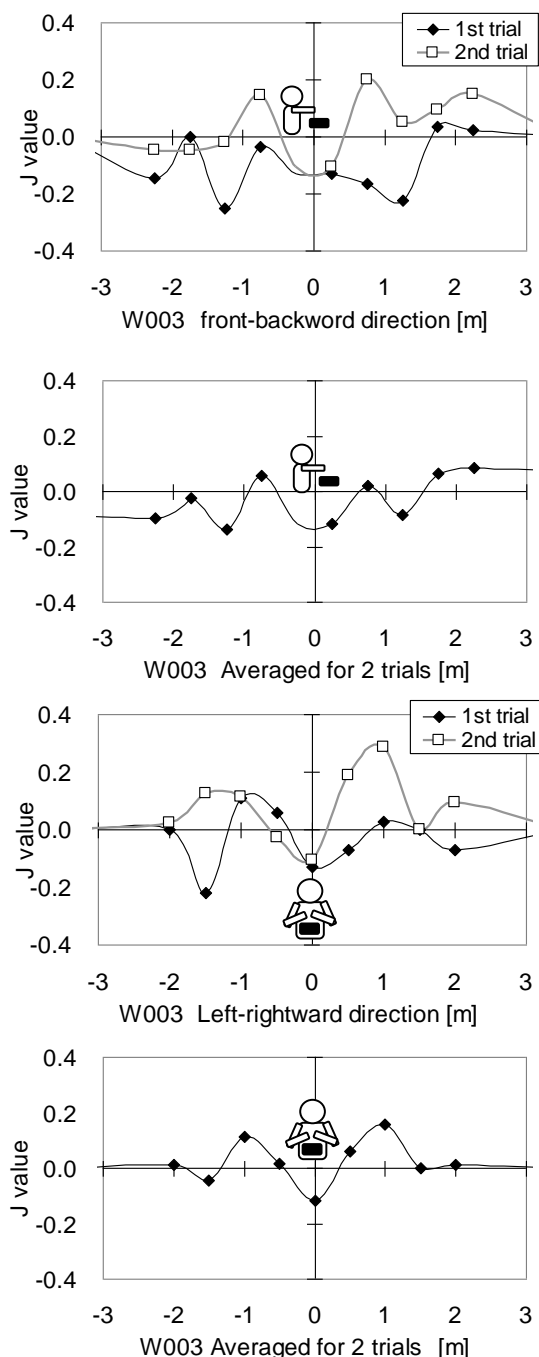 0.4
0.2
0.0
-0.2
-0.4
J value
1st trial
2nd trial
-3 -2 -1 0 1 2 3
W003 front-backword direction [m]
0.4
0.2
0.0
-0.2
-0.4
J value
-3 -2 -1 0 1 2 3
W003 Averaged for 2 trials [m]
0.4
0.2
0.0
-0.2
-0.4
J value
1st trial
2nd trial
-3 -2 -1 0 1 2 3
W003 Left-rightward direction [m]
0.4
0.2
0.0
-0.2
-0.4
J value
-3 -2 -1 0 1 2 3
W003 Averaged for 2 trials [m]